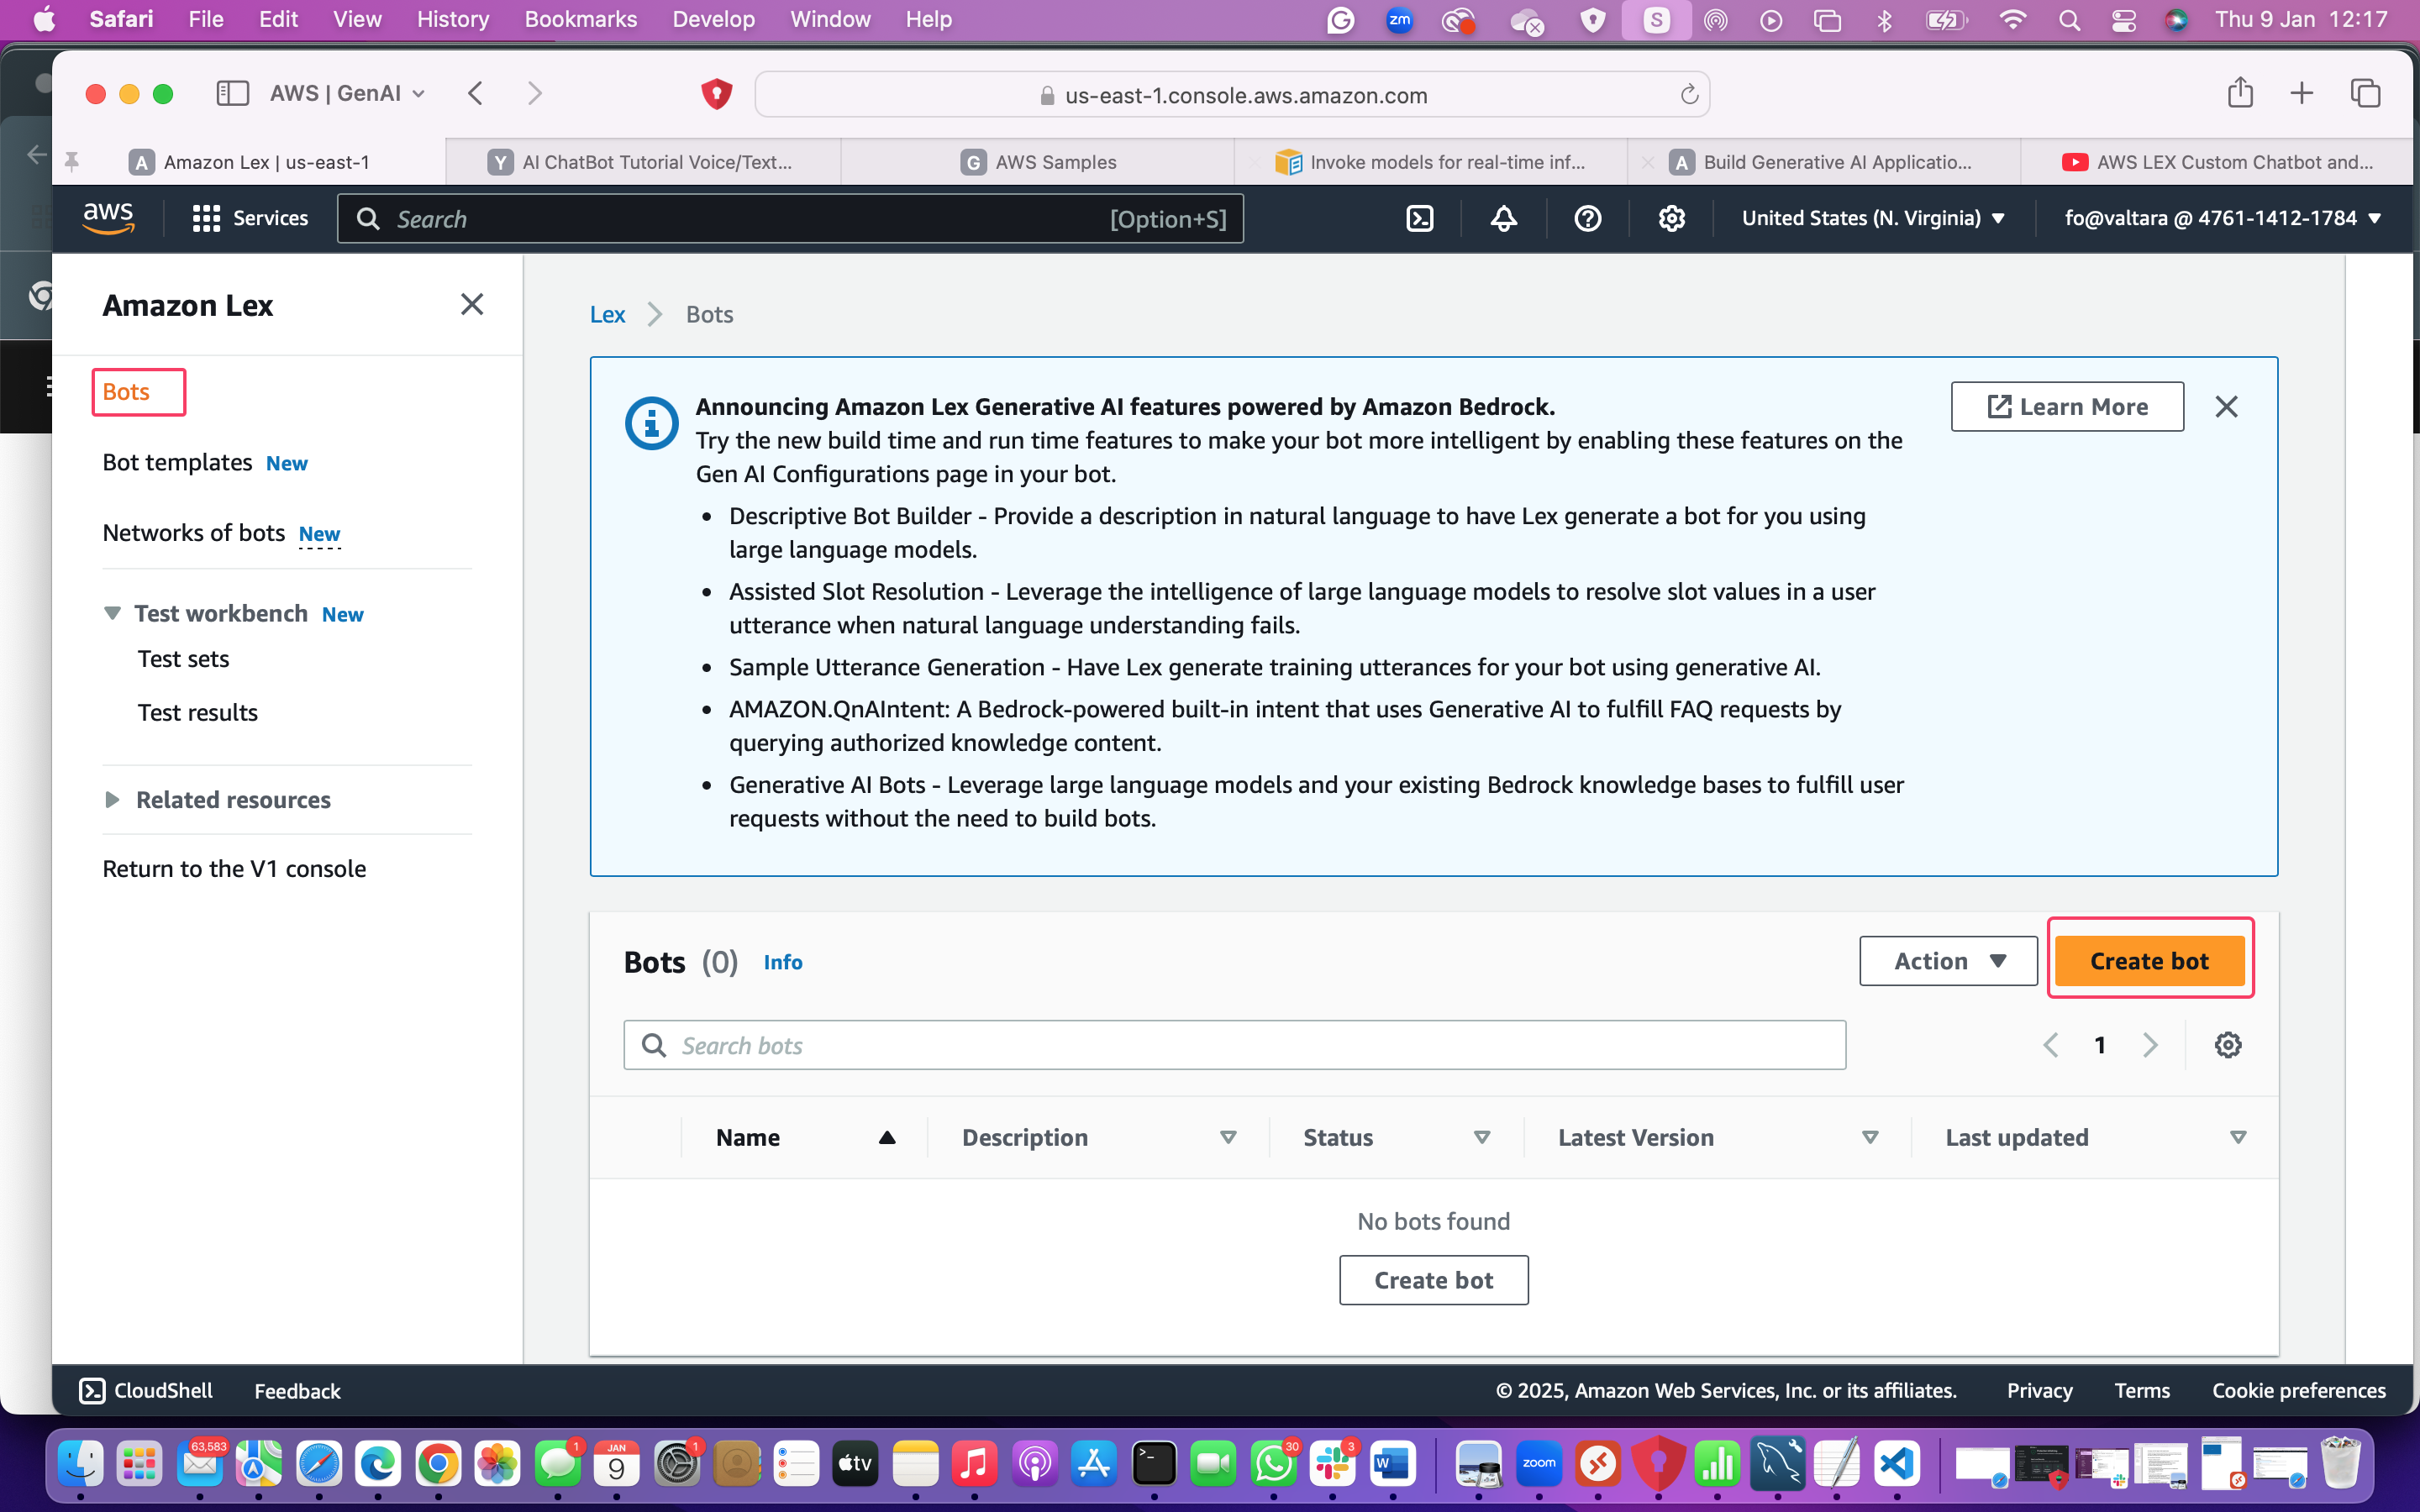 Safari File Edit View History Bookmarks Develop Window Help
zm
S
Thu 9 Jan 12:17
AWS | GenAI
us-east-1.console.aws.amazon.com
A Amazon Lex | us-east-1
Y AI ChatBot Tutorial Voice/Text...
G AWS Samples
Invoke models for real-time inf...
A Build Generative AI Applicatio...
AWS LEX Custom Chatbot and...
aws
Services
Search
[Option+S]
United States (N. Virginia)
fo@valtara @ 4761-1412-1784
Amazon Lex
Bots
Bot templates New
Networks of bots New
Test workbench New
Test sets
Test results
Related resources
Return to the V1 console
Lex
Bots
Announcing Amazon Lex Generative AI features powered by Amazon Bedrock.
Try the new build time and run time features to make your bot more intelligent by enabling these features on the
Gen AI Configurations page in your bot.
• Descriptive Bot Builder - Provide a description in natural language to have Lex generate a bot for you using
large language models.
• Assisted Slot Resolution - Leverage the intelligence of large language models to resolve slot values in a user
utterance when natural language understanding fails.
• Sample Utterance Generation - Have Lex generate training utterances for your bot using generative AI.
• AMAZON.QnAIntent: A Bedrock-powered built-in intent that uses Generative AI to fulfill FAQ requests by
querying authorized knowledge content.
• Generative AI Bots - Leverage large language models and your existing Bedrock knowledge bases to fulfill user
requests without the need to build bots.
Learn More
Bots (0) Info
Action
Create bot
Search bots
1
Name
Description
Status
Latest Version
Last updated
No bots found
Create bot
CloudShell
Feedback
© 2025, Amazon Web Services, Inc. or its affiliates.
Privacy
Terms
Cookie preferences
63,583
1
JAN
9
1
tv
30
3
W
zoom